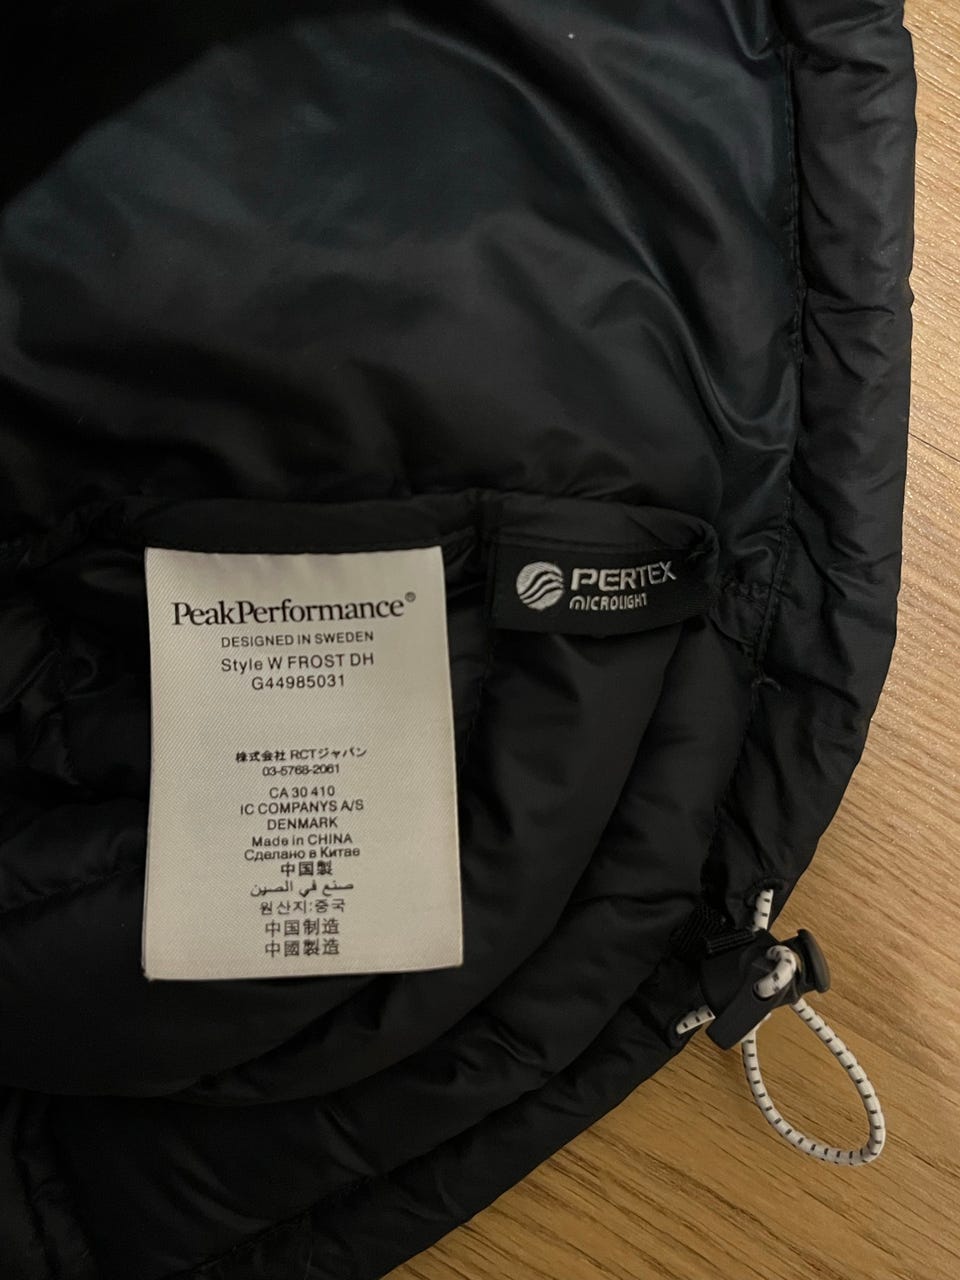 PeakPerformance®
DESIGNED IN SWEDEN
Style W FROST DH
G44985031
株式会社 RCTジャパン
03-5768-2061
CA 30 410
IC COMPANYS A/S
DENMARK
Made in CHINA
Сделано в Китае
中国製
صنع في الصين
원산지:중국
中国制造
中國製造
PERTEX
MICROLIGHT